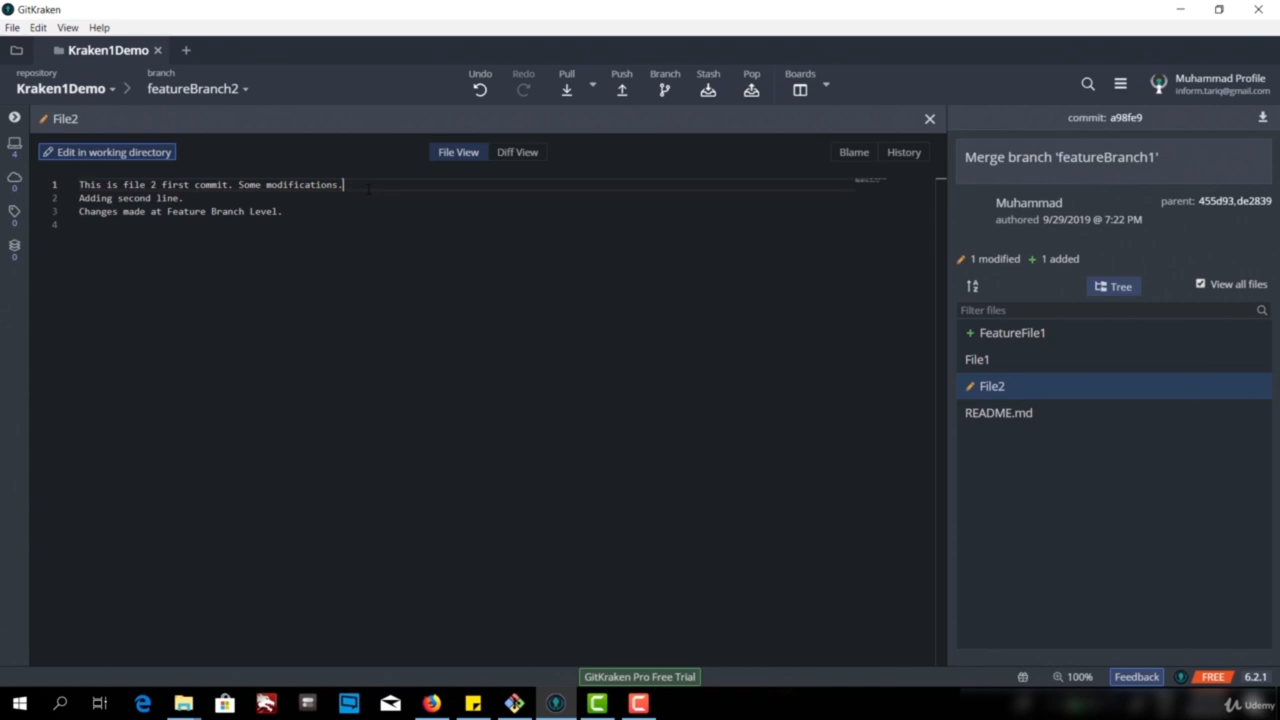 GitKraken
File Edit View Help
Kraken1Demo
repository
Kraken1Demo
branch
featureBranch2
Undo
Redo
Pull
Push
Branch
Stash
Pop
Boards
Muhammad Profile
inform.tariq@gmail.com
File2
Edit in working directory
File View
Diff View
Blame
History
1 This is file 2 first commit. Some modifications.
2 Adding second line.
3 Changes made at Feature Branch Level.
4
4
0
0
0
commit: a98fe9
Merge branch 'featureBranch1'
Muhammad
authored 9/29/2019 @ 7:22 PM
parent: 455d93,de2839
1 modified + 1 added
Tree
View all files
Filter files
+ FeatureFile1
File1
File2
README.md
GitKraken Pro Free Trial
100%
Feedback
FREE
6.2.1
Udemy